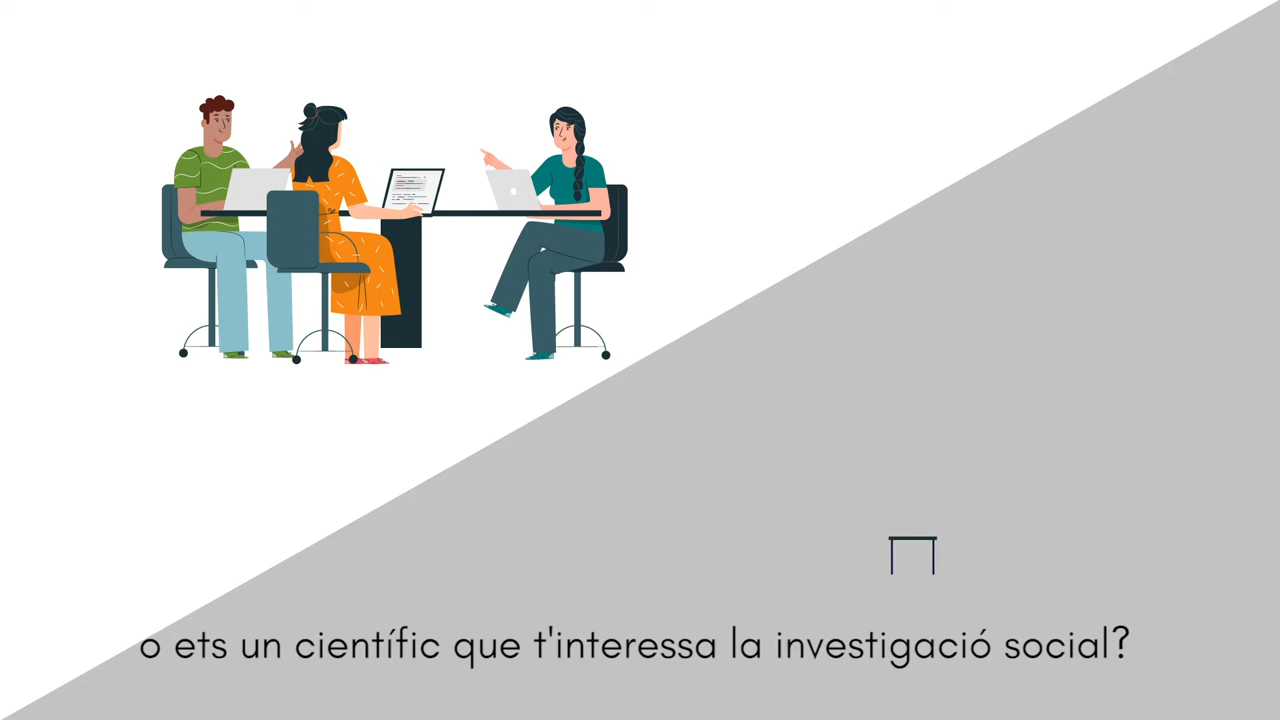 o ets un científic que t'interessa la investigació social?